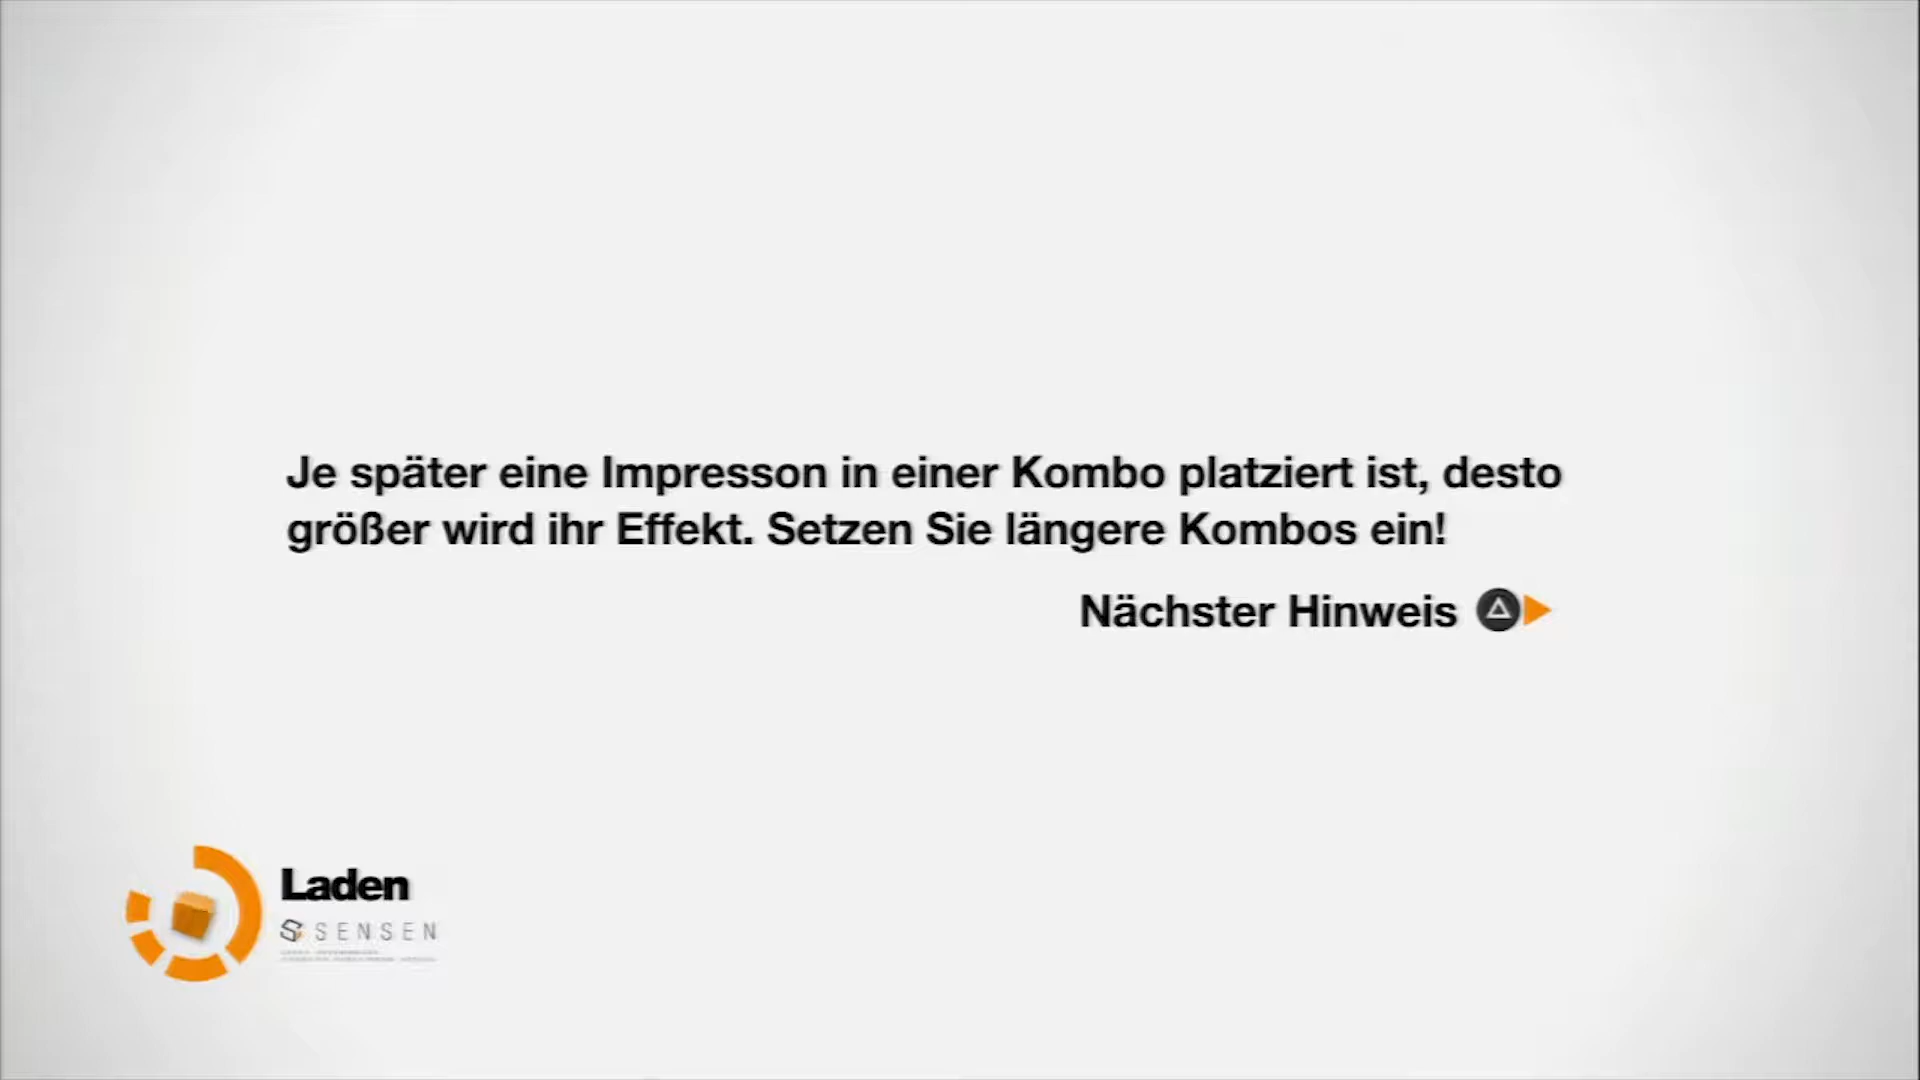 Je später eine Impresson in einer Kombo platziert ist, desto
größer wird ihr Effekt. Setzen Sie längere Kombos ein!
Nächster Hinweis
Laden
SENSEN